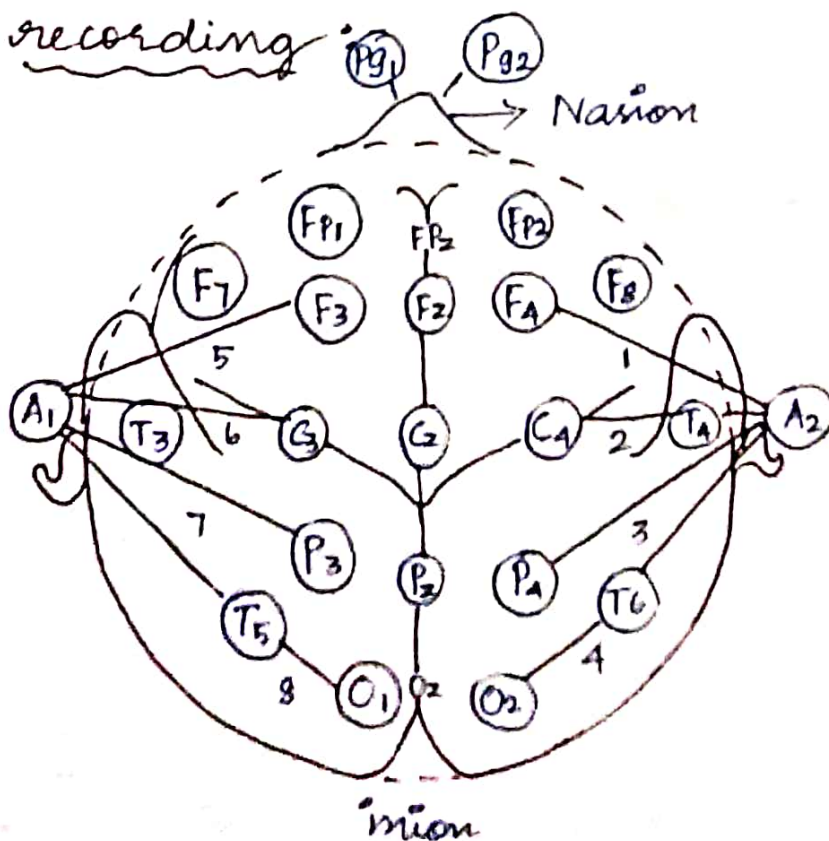 recording :
Pg1 Pg2
Nasion
Fp1 FPz Fp2
F7 F3 Fz F4 F8
5 1
A1 T3 6 C3 Cz C4 2 T4 A2
7 3
P3 Pz P4
T5 T6
8 4
O1 Oz O2
inion